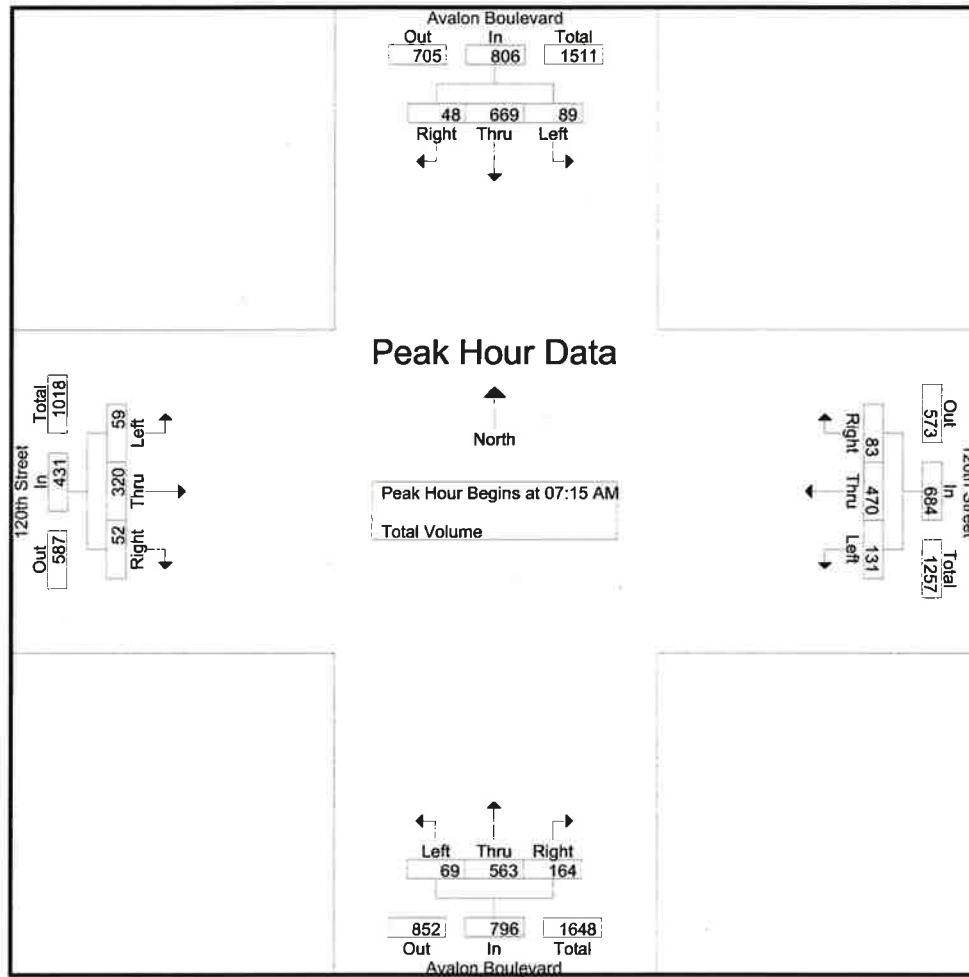 Avalon Boulevard
Out In Total
705 806 1511
48 669 89
Right Thru Left
Peak Hour Data
North
Peak Hour Begins at 07:15 AM
Total Volume
120th Street
Total In Out
1018 431 587
59 320 52
Left Thru Right
Right Thru Left
83 470 131
Out In Total
573 684 1257
120th Street
Left Thru Right
69 563 164
852 796 1648
Out In Total
Avalon Boulevard